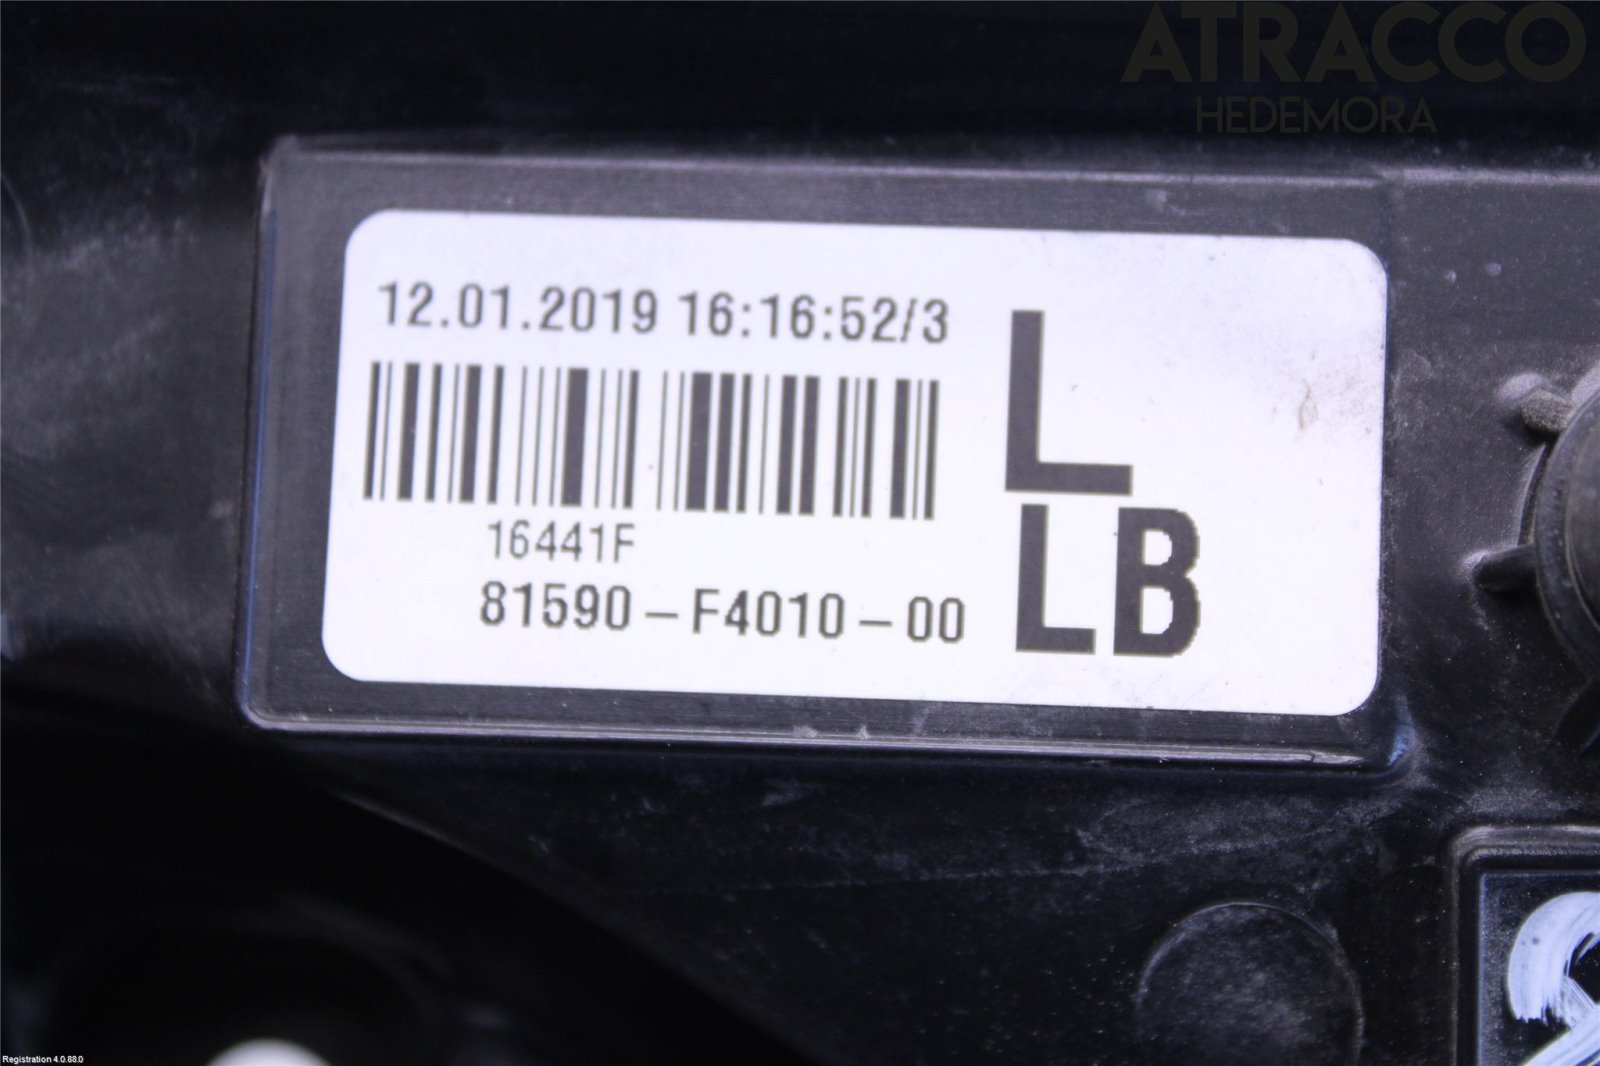 ATRACCO
HEDEMORA
12.01.2019 16:16:52/3
L
16441F
LB
81590-F4010-00
Registration 4.0.88.0